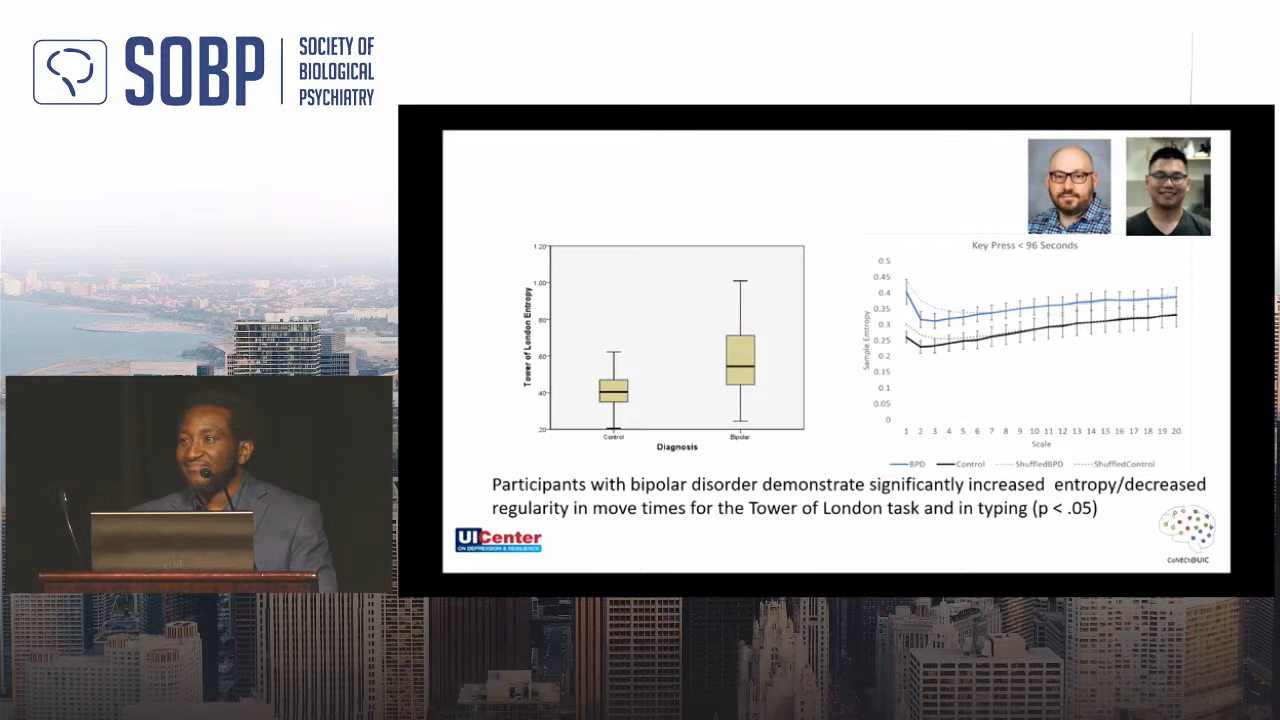 SOBP
SOCIETY OF
BIOLOGICAL
PSYCHIATRY
1.20
1.00
.80
.60
.40
.20
Tower of London Entropy
Control
Bipolar
Diagnosis
Key Press < 96 Seconds
0.5
0.45
0.4
0.35
0.3
0.25
0.2
0.15
0.1
0.05
0
Sample Emtropy
1 2 3 4 5 6 7 8 9 10 11 12 13 14 15 16 17 18 19 20
Scale
BPD Control ShuffledBPD ShuffledControl
Participants with bipolar disorder demonstrate significantly increased entropy/decreased
regularity in move times for the Tower of London task and in typing (p < .05)
UICenter
ON DEPRESSION & RESILIENCE
CoNECt@UIC